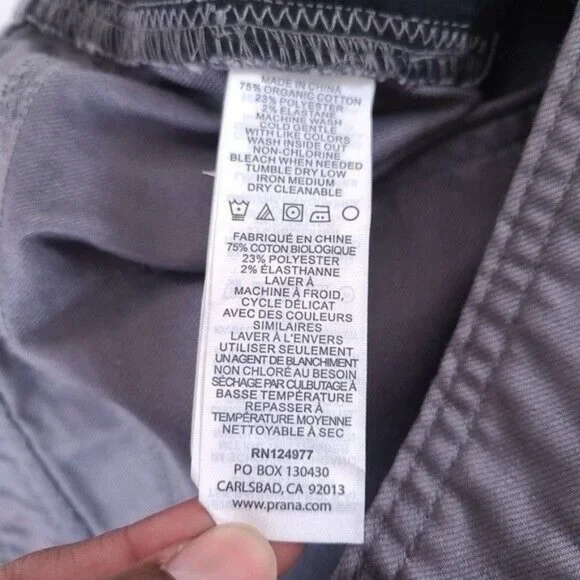 MADE IN CHINA
75% ORGANIC COTTON
23% POLYESTER
2% ELASTANE
MACHINE WASH
COLD GENTLE
WITH LIKE COLORS
WASH INSIDE OUT
NON-CHLORINE
BLEACH WHEN NEEDED
TUMBLE DRY LOW
IRON MEDIUM
DRY CLEANABLE
FABRIQUÉ EN CHINE
75% COTON BIOLOGIQUE
23% POLYESTER
2% ÉLASTHANNE
LAVER À
MACHINE À FROID,
CYCLE DÉLICAT
AVEC DES COULEURS
SIMILAIRES
LAVER À L'ENVERS
UTILISER SEULEMENT
UN AGENT DE BLANCHIMENT
NON CHLORÉ AU BESOIN
SÉCHAGE PAR CULBUTAGE À
BASSE TEMPÉRATURE
REPASSER À
TEMPÉRATURE MOYENNE
NETTOYABLE À SEC
RN124977
PO BOX 130430
CARLSBAD, CA 92013
www.prana.com